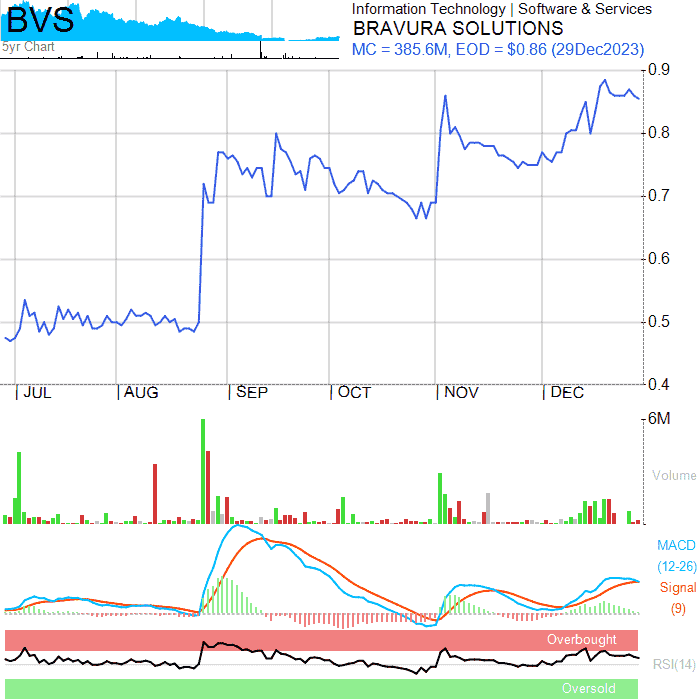 BVS
5yr Chart
Information Technology | Software & Services
BRAVURA SOLUTIONS
MC = 385.6M, EOD = $0.86 (29Dec2023)
0.9
0.8
0.7
0.6
0.5
0.4
JUL AUG SEP OCT NOV DEC
6M
Volume
MACD
(12-26)
Signal
(9)
Overbought
RSI(14)
Oversold